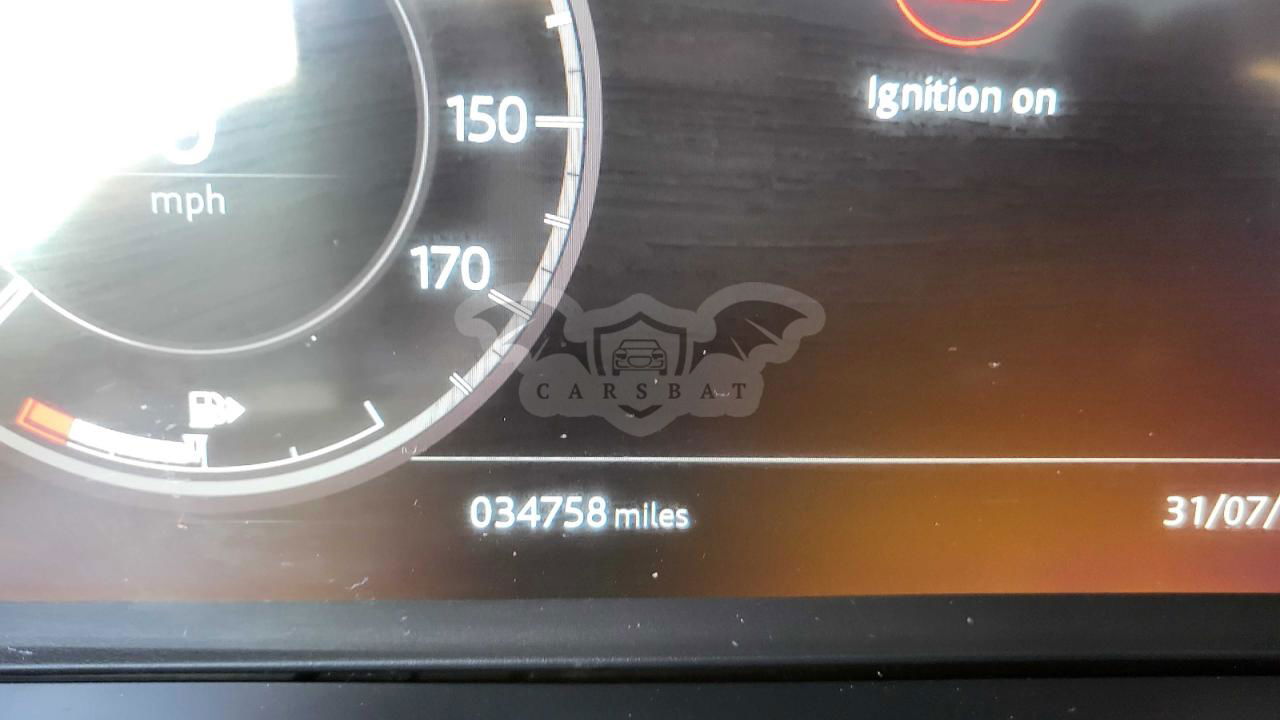 Ignition on
150
mph
170
CARSBAT
034758 miles
31/07/